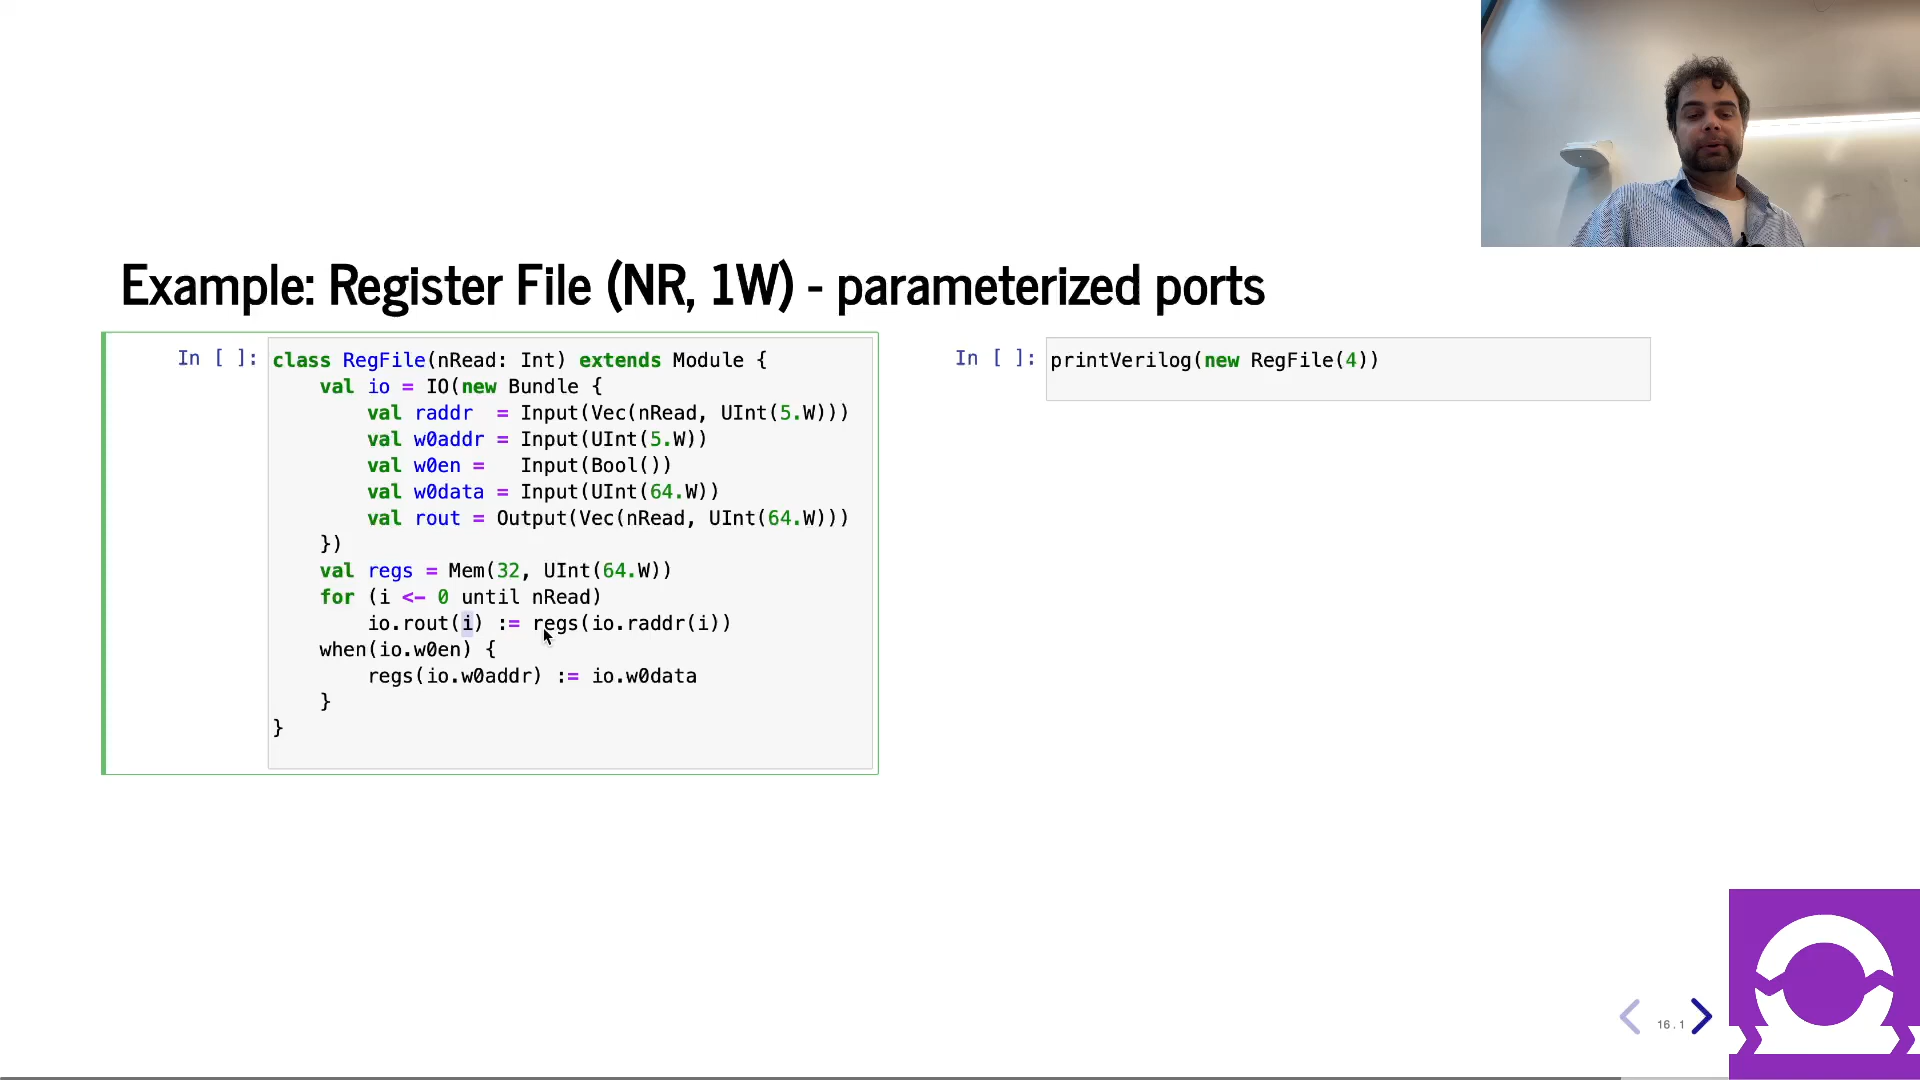 Example: Register File (NR, 1W) - parameterized ports
In [ ]:
class RegFile(nRead: Int) extends Module {
    val io = IO(new Bundle {
        val raddr  = Input(Vec(nRead, UInt(5.W)))
        val w0addr = Input(UInt(5.W))
        val w0en =   Input(Bool())
        val w0data = Input(UInt(64.W))
        val rout = Output(Vec(nRead, UInt(64.W)))
    })
    val regs = Mem(32, UInt(64.W))
    for (i <- 0 until nRead)
        io.rout(i) := regs(io.raddr(i))
    when(io.w0en) {
        regs(io.w0addr) := io.w0data
    }
}
In [ ]:
printVerilog(new RegFile(4))
16.1